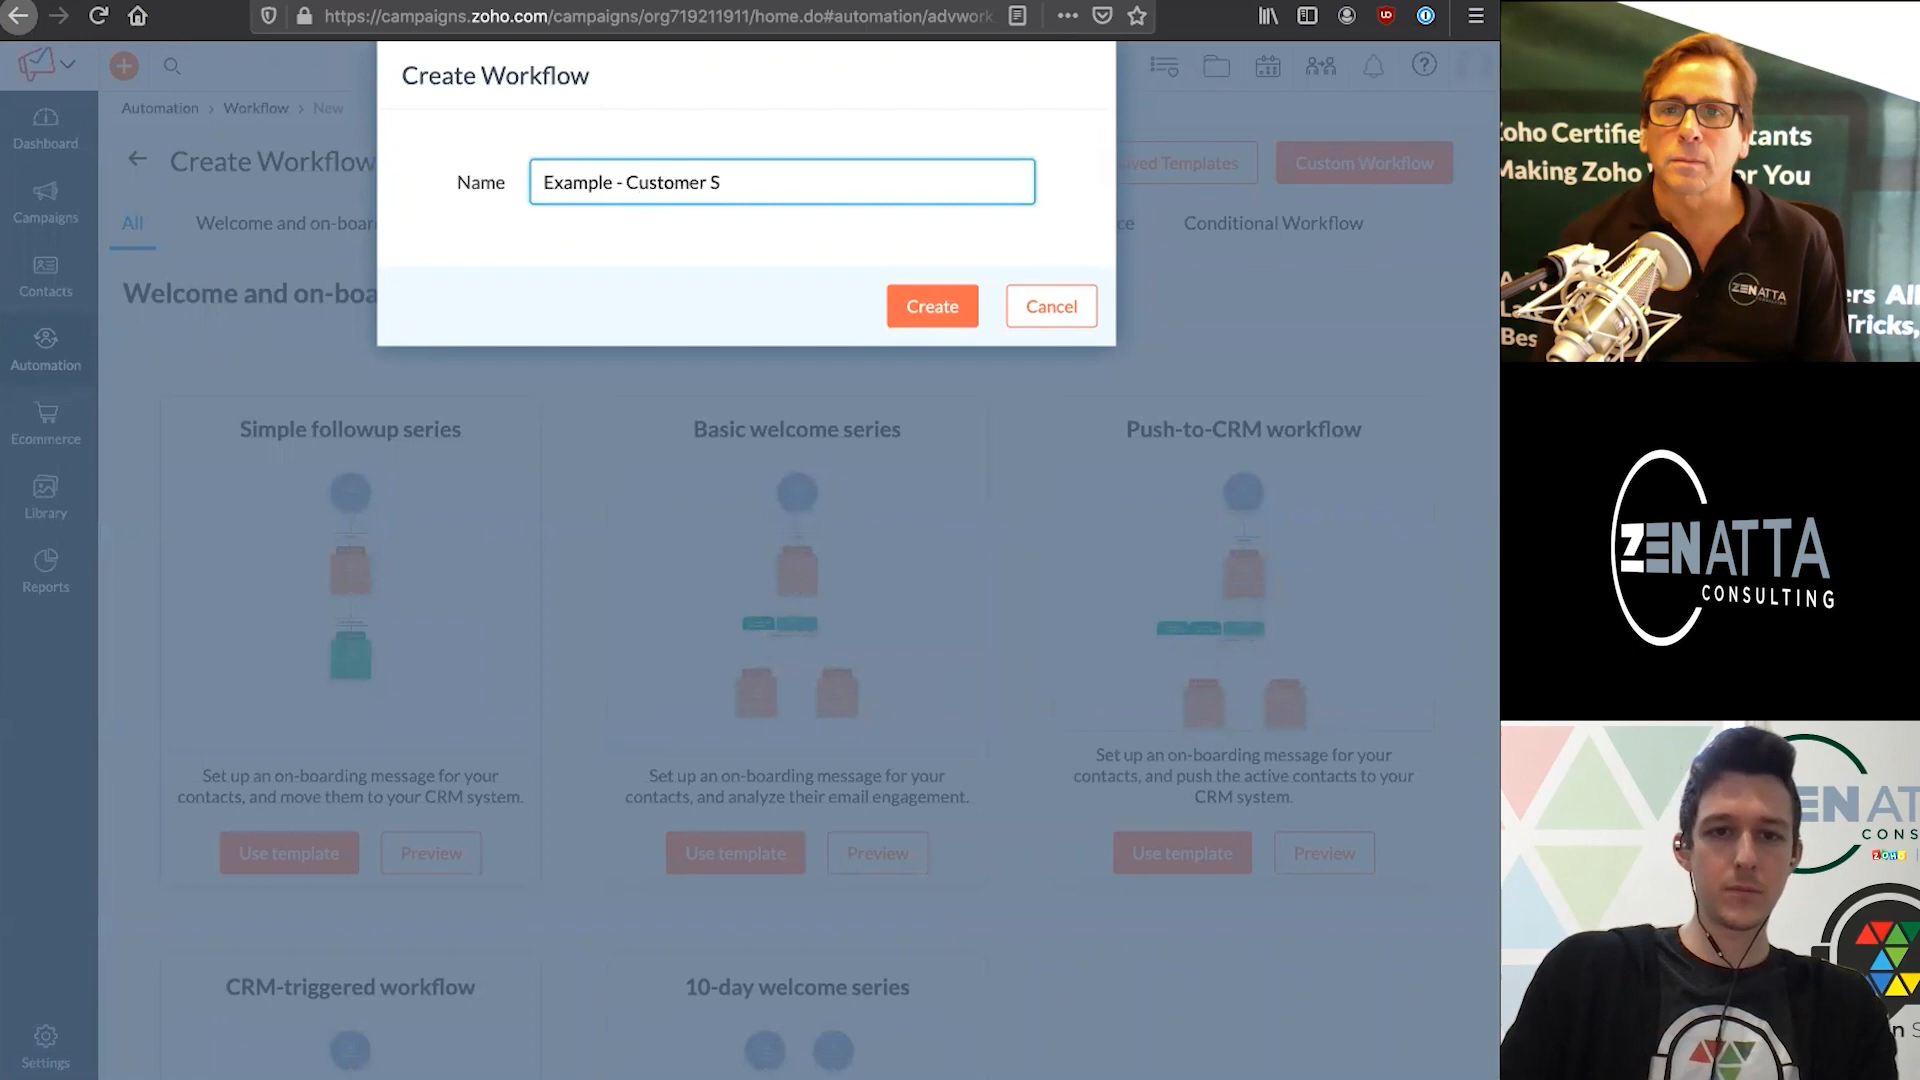 https://campaigns.zoho.com/campaigns/org719211911/home.do#automation/advwork
Create Workflow
Automation > Workflow > New
Create Workflow
Name
Example - Customer S
Templates
Custom Workflow
All
Welcome and on-boar
ce
Conditional Workflow
Create
Cancel
Welcome and on-boa
Dashboard
Campaigns
Contacts
Automation
Ecommerce
Library
Reports
Settings
Simple followup series
Set up an on-boarding message for your
contacts, and move them to your CRM system.
Use template
Preview
Basic welcome series
Set up an on-boarding message for your
contacts, and analyze their email engagement.
Use template
Preview
Push-to-CRM workflow
Set up an on-boarding message for your
contacts, and push the active contacts to your
CRM system.
Use template
Preview
CRM-triggered workflow
10-day welcome series
Making Zoho
or You
ers All
Tricks,
Bes
ZENATTA
ZENATTA
CONSULTING
EN AT
CONS
ZOHO